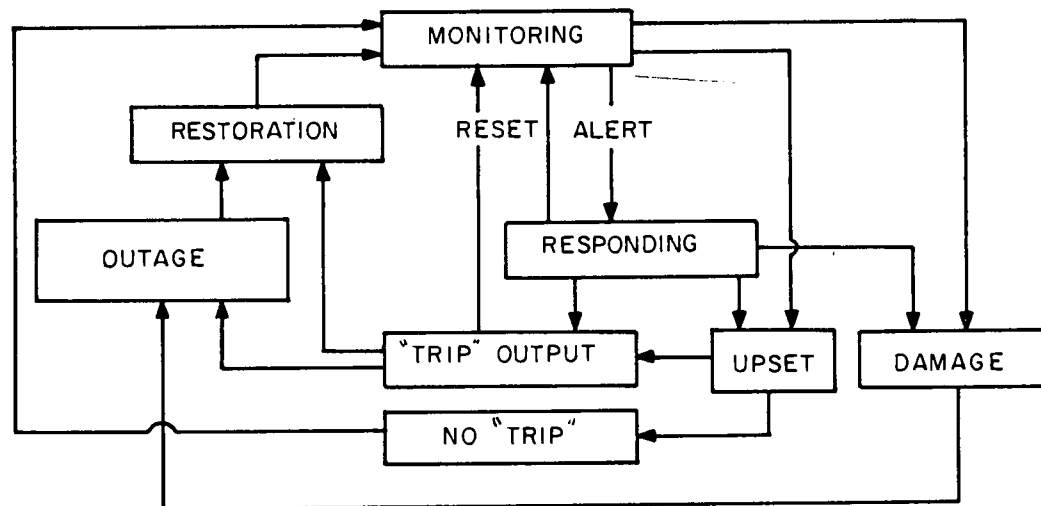 MONITORING
RESTORATION
RESET
ALERT
OUTAGE
RESPONDING
"TRIP" OUTPUT
UPSET
DAMAGE
NO "TRIP"